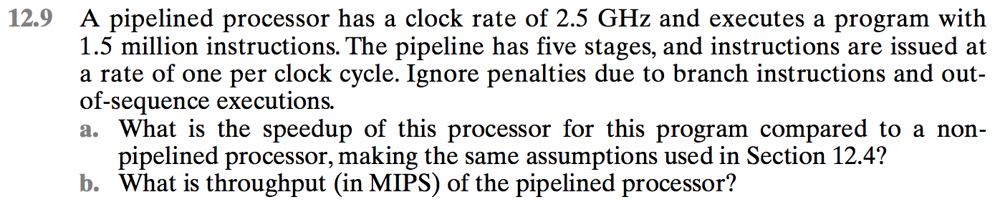 12.9 A pipelined processor has a clock rate of 2.5 GHz and executes a program with
1.5 million instructions. The pipeline has five stages, and instructions are issued at
a rate of one per clock cycle. Ignore penalties due to branch instructions and out-
of-sequence executions.
a. What is the speedup of this processor for this program compared to a non-
pipelined processor, making the same assumptions used in Section 12.4?
b. What is throughput (in MIPS) of the pipelined processor?